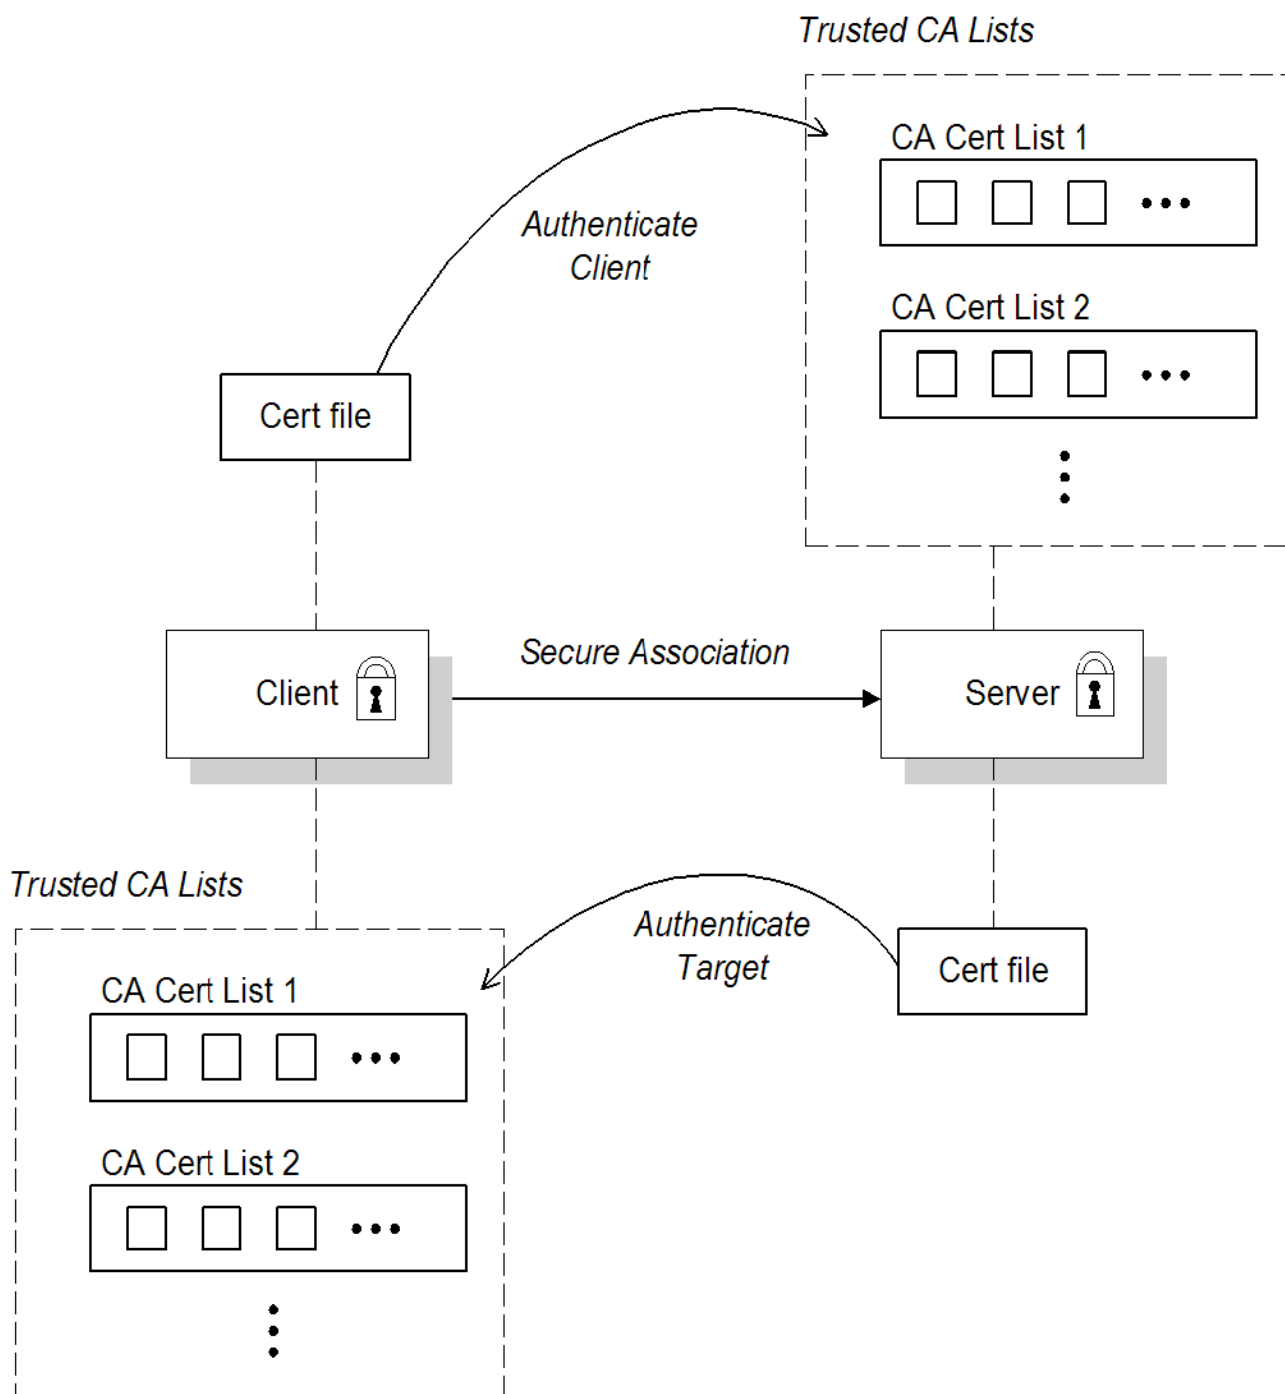 Trusted CA Lists
CA Cert List 1
Authenticate
Client
CA Cert List 2
Cert file
Secure Association
Client
Server
Trusted CA Lists
Authenticate
Target
Cert file
CA Cert List 1
CA Cert List 2